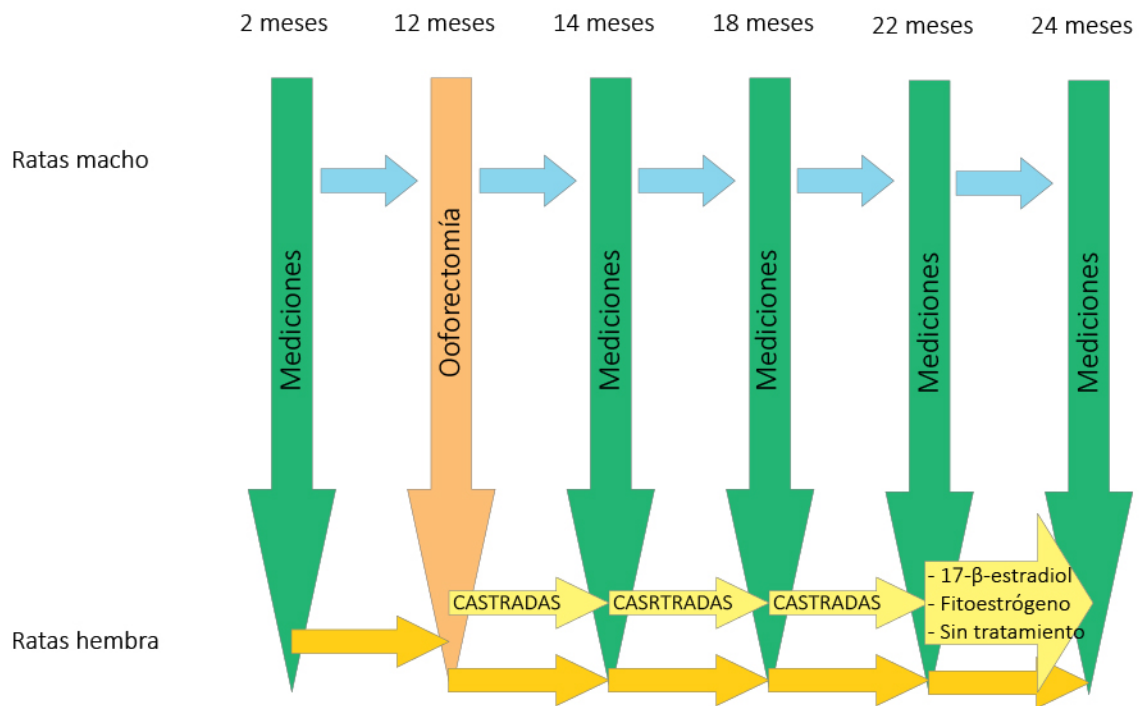 2 meses
12 meses
14 meses
18 meses
22 meses
24 meses
Ratas macho
Mediciones
Ooforectomía
Mediciones
Mediciones
Mediciones
Mediciones
CASTRADAS
CASRTRADAS
CASTRADAS
- 17-β-estradiol
- Fitoestrógeno
- Sin tratamiento
Ratas hembra